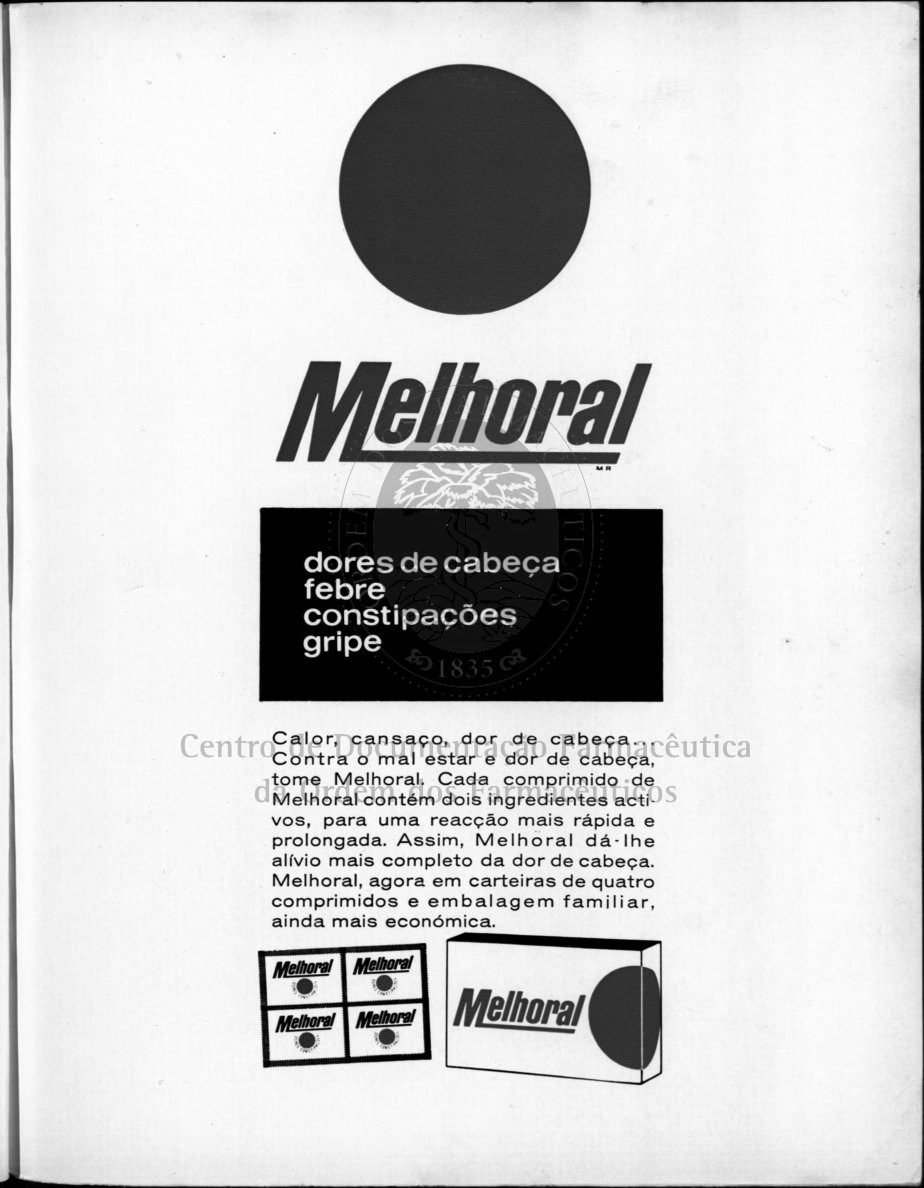 Melhoral
MR
dores de cabeça
febre
constipações
gripe
1835
Calor, cansaço, dor de cabeça...
Contra o mal estar e dor de cabeça,
tome Melhoral. Cada comprimido de
Melhoral contém dois ingredientes acti-
vos, para uma reacção mais rápida e
prolongada. Assim, Melhoral dá-lhe
alívio mais completo da dor de cabeça.
Melhoral, agora em carteiras de quatro
comprimidos e embalagem familiar,
ainda mais económica.
Centro de Documentação Farmacêutica
da Ordem dos Farmacêuticos
Melhoral Melhoral
Melhoral Melhoral
Melhoral